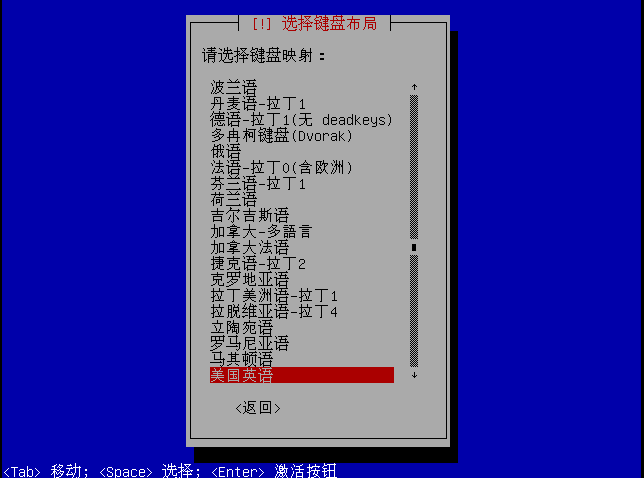 [!] 选择键盘布局
请选择键盘映射：
波兰语
丹麦语-拉丁1
德语-拉丁1(无 deadkeys)
多冉柯键盘(Dvorak)
俄语
法语-拉丁0(含欧洲)
芬兰语-拉丁1
荷兰语
吉尔吉斯语
加拿大-多語言
加拿大法语
捷克语-拉丁2
克罗地亚语
拉丁美洲语-拉丁1
拉脱维亚语-拉丁4
立陶宛语
罗马尼亚语
马其顿语
美国英语
<返回>
<Tab> 移动; <Space> 选择; <Enter> 激活按钮